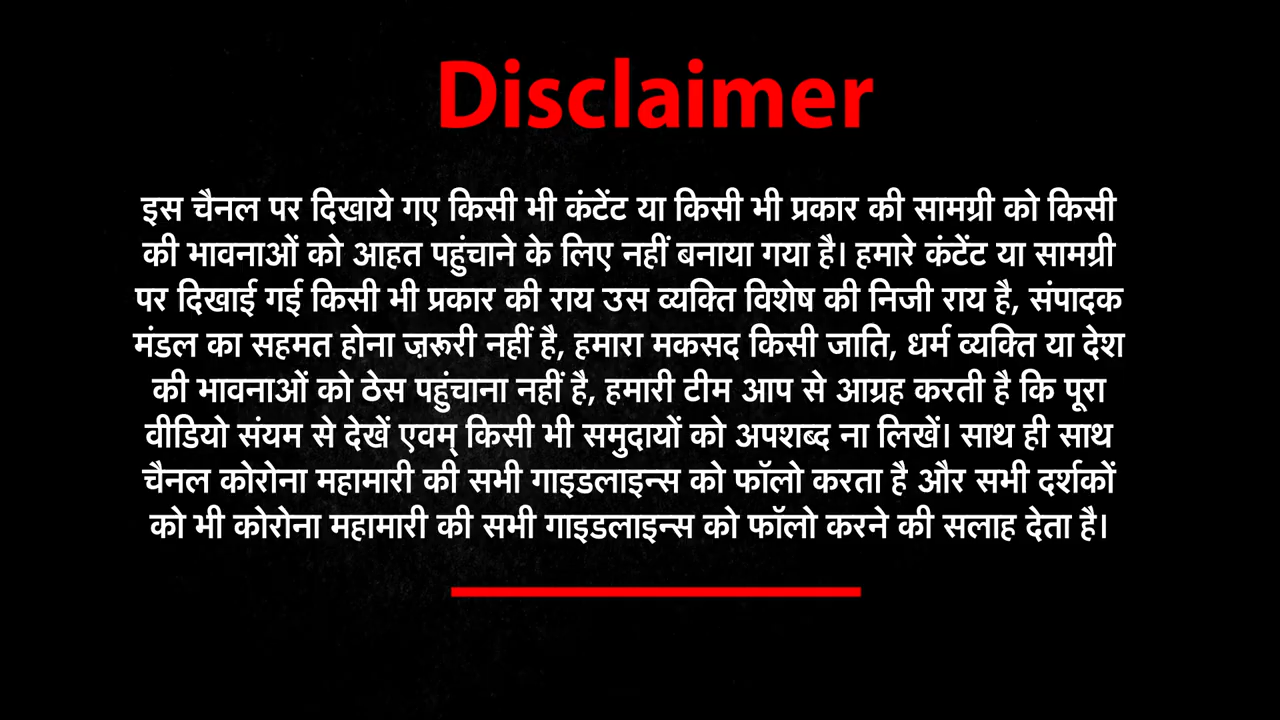 Disclaimer
इस चैनल पर दिखाये गए किसी भी कंटेंट या किसी भी प्रकार की सामग्री को किसी
की भावनाओं को आहत पहुंचाने के लिए नहीं बनाया गया है। हमारे कंटेंट या सामग्री
पर दिखाई गई किसी भी प्रकार की राय उस व्यक्ति विशेष की निजी राय है, संपादक
मंडल का सहमत होना ज़रूरी नहीं है, हमारा मकसद किसी जाति, धर्म व्यक्ति या देश
की भावनाओं को ठेस पहुंचाना नहीं है, हमारी टीम आप से आग्रह करती है कि पूरा
वीडियो संयम से देखें एवम् किसी भी समुदायों को अपशब्द ना लिखें। साथ ही साथ
चैनल कोरोना महामारी की सभी गाइडलाइन्स को फॉलो करता है और सभी दर्शकों
को भी कोरोना महामारी की सभी गाइडलाइन्स को फॉलो करने की सलाह देता है।